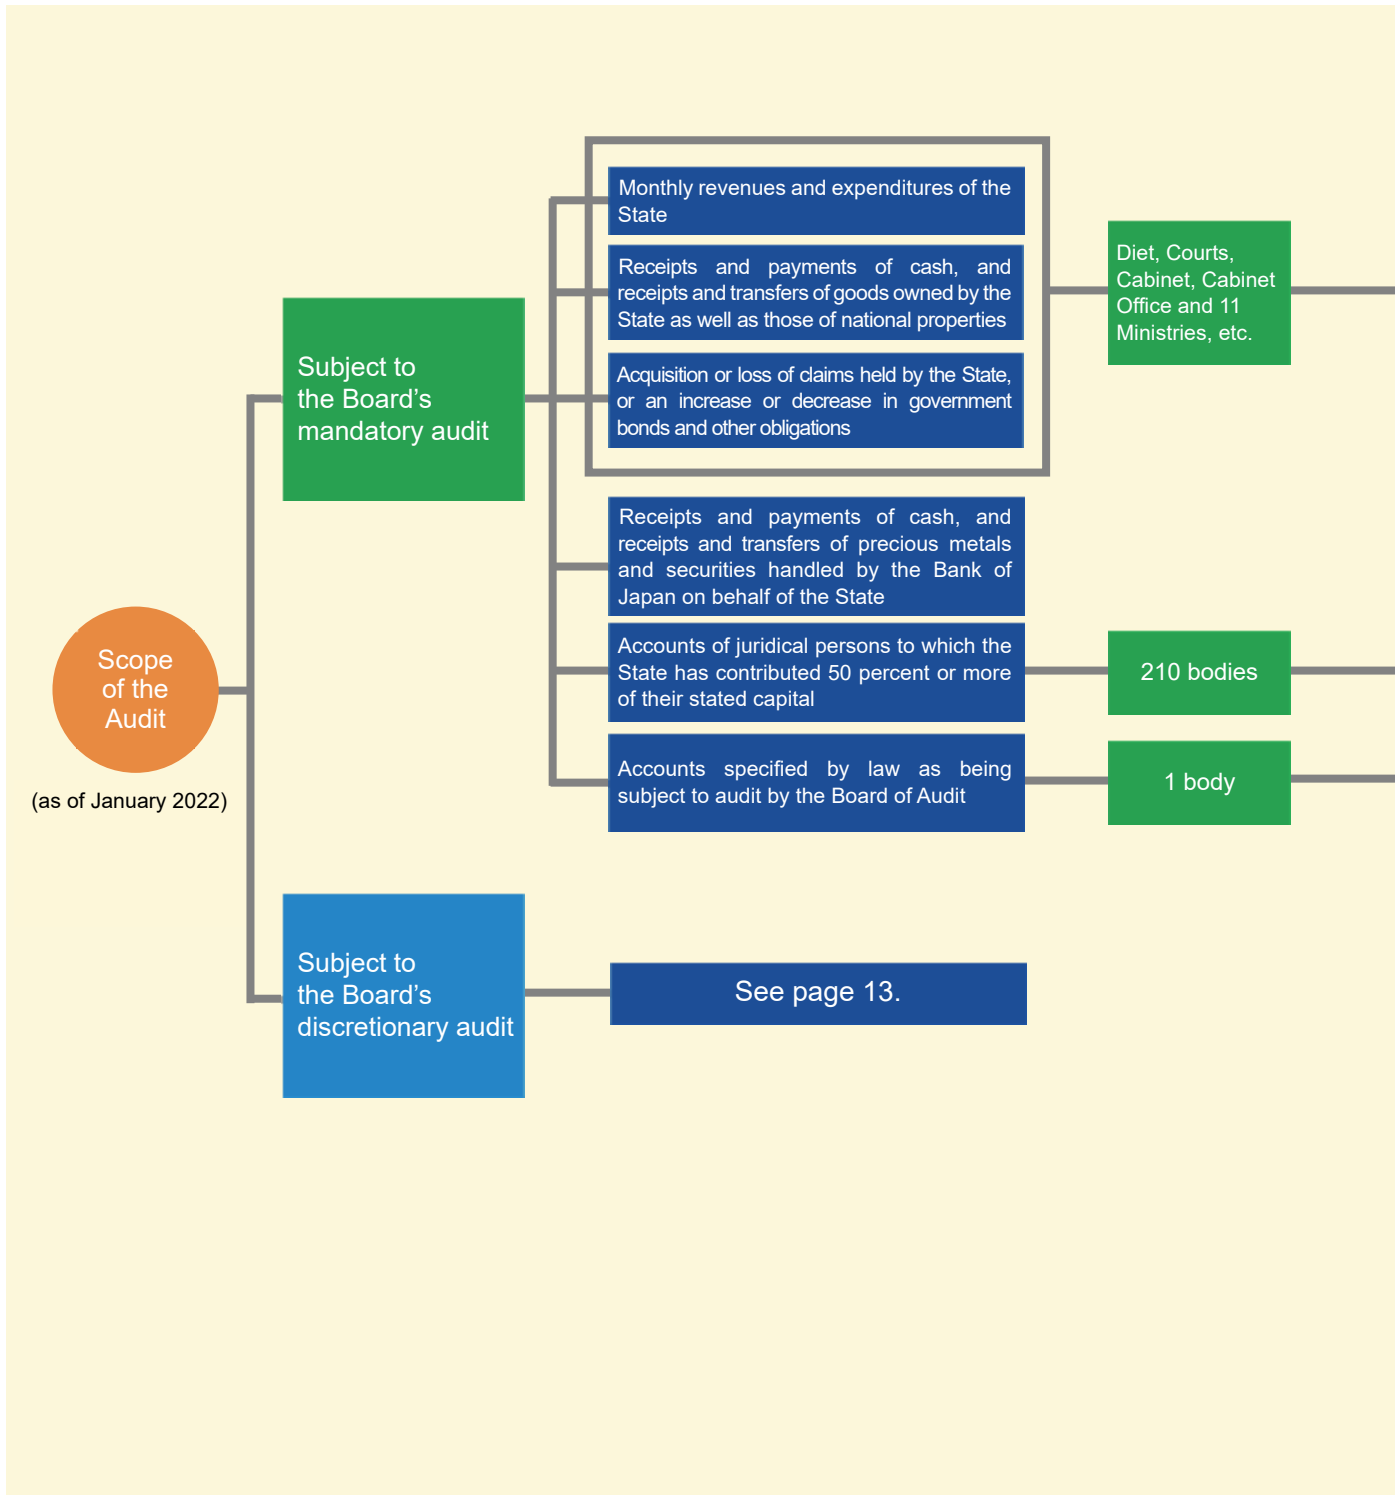 Scope
of the
Audit
(as of January 2022)
Subject to
the Board’s
mandatory audit
Monthly revenues and expenditures of the
State
Receipts and payments of cash, and
receipts and transfers of goods owned by the
State as well as those of national properties
Acquisition or loss of claims held by the State,
or an increase or decrease in government
bonds and other obligations
Diet, Courts,
Cabinet, Cabinet
Office and 11
Ministries, etc.
Receipts and payments of cash, and
receipts and transfers of precious metals
and securities handled by the Bank of
Japan on behalf of the State
Accounts of juridical persons to which the
State has contributed 50 percent or more
of their stated capital
210 bodies
Accounts specified by law as being
subject to audit by the Board of Audit
1 body
Subject to
the Board’s
discretionary audit
See page 13.